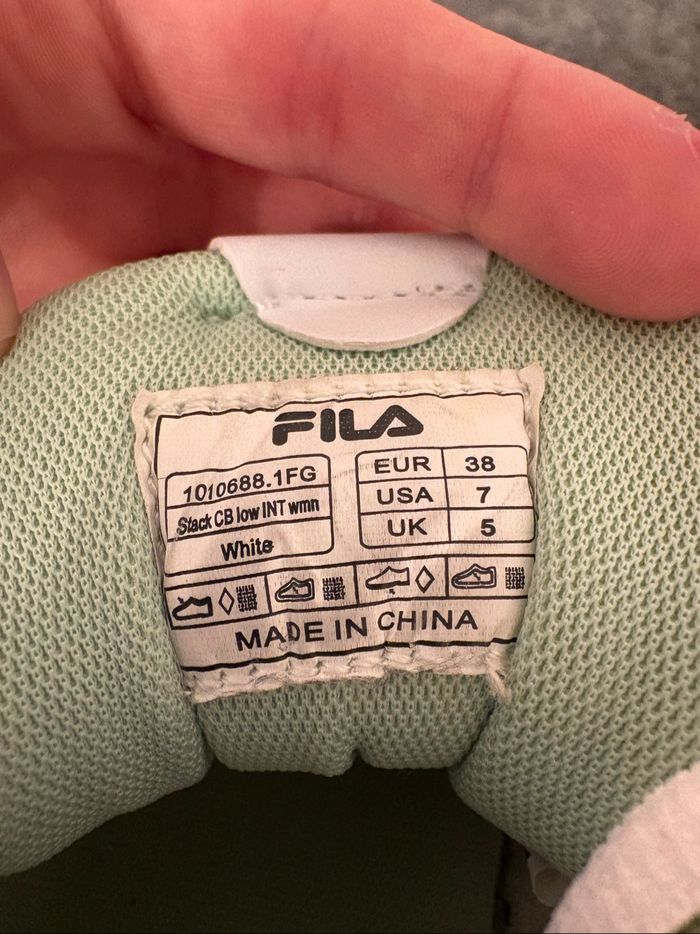 FILA
1010688.1FG
Stack CB low INT wmn
White
EUR 38
USA 7
UK 5
MADE IN CHINA